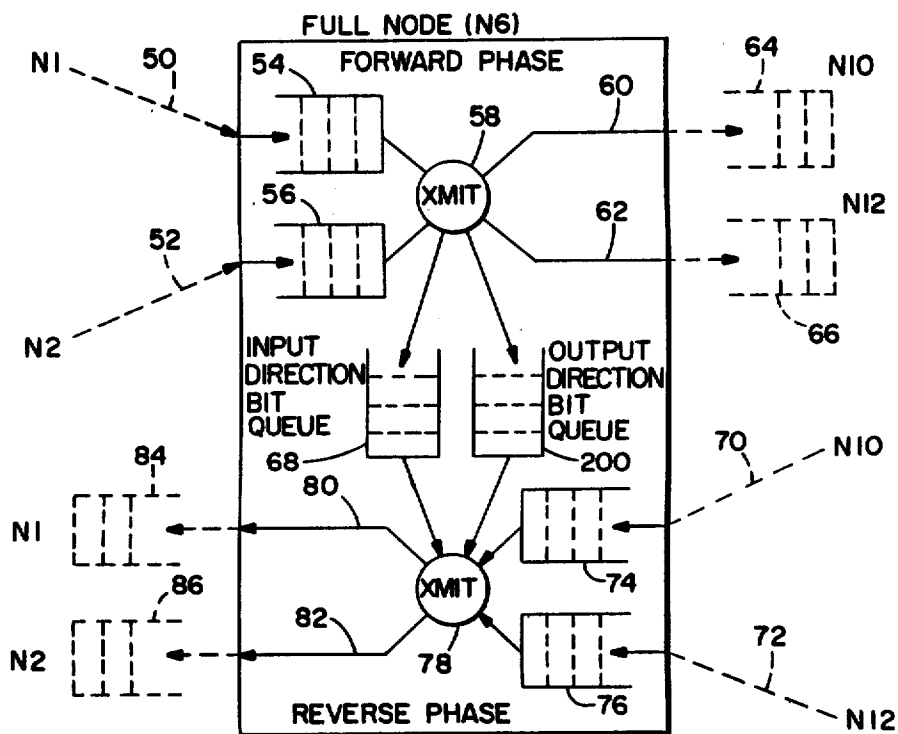 FULL NODE (N6)
FORWARD PHASE
N1
50
54
58
60
64
N10
XMIT
56
62
N12
52
66
N2
INPUT
DIRECTION
BIT
QUEUE
OUTPUT
DIRECTION
BIT
QUEUE
68
200
70
N10
84
80
N1
74
XMIT
86
82
78
76
72
N2
N12
REVERSE PHASE